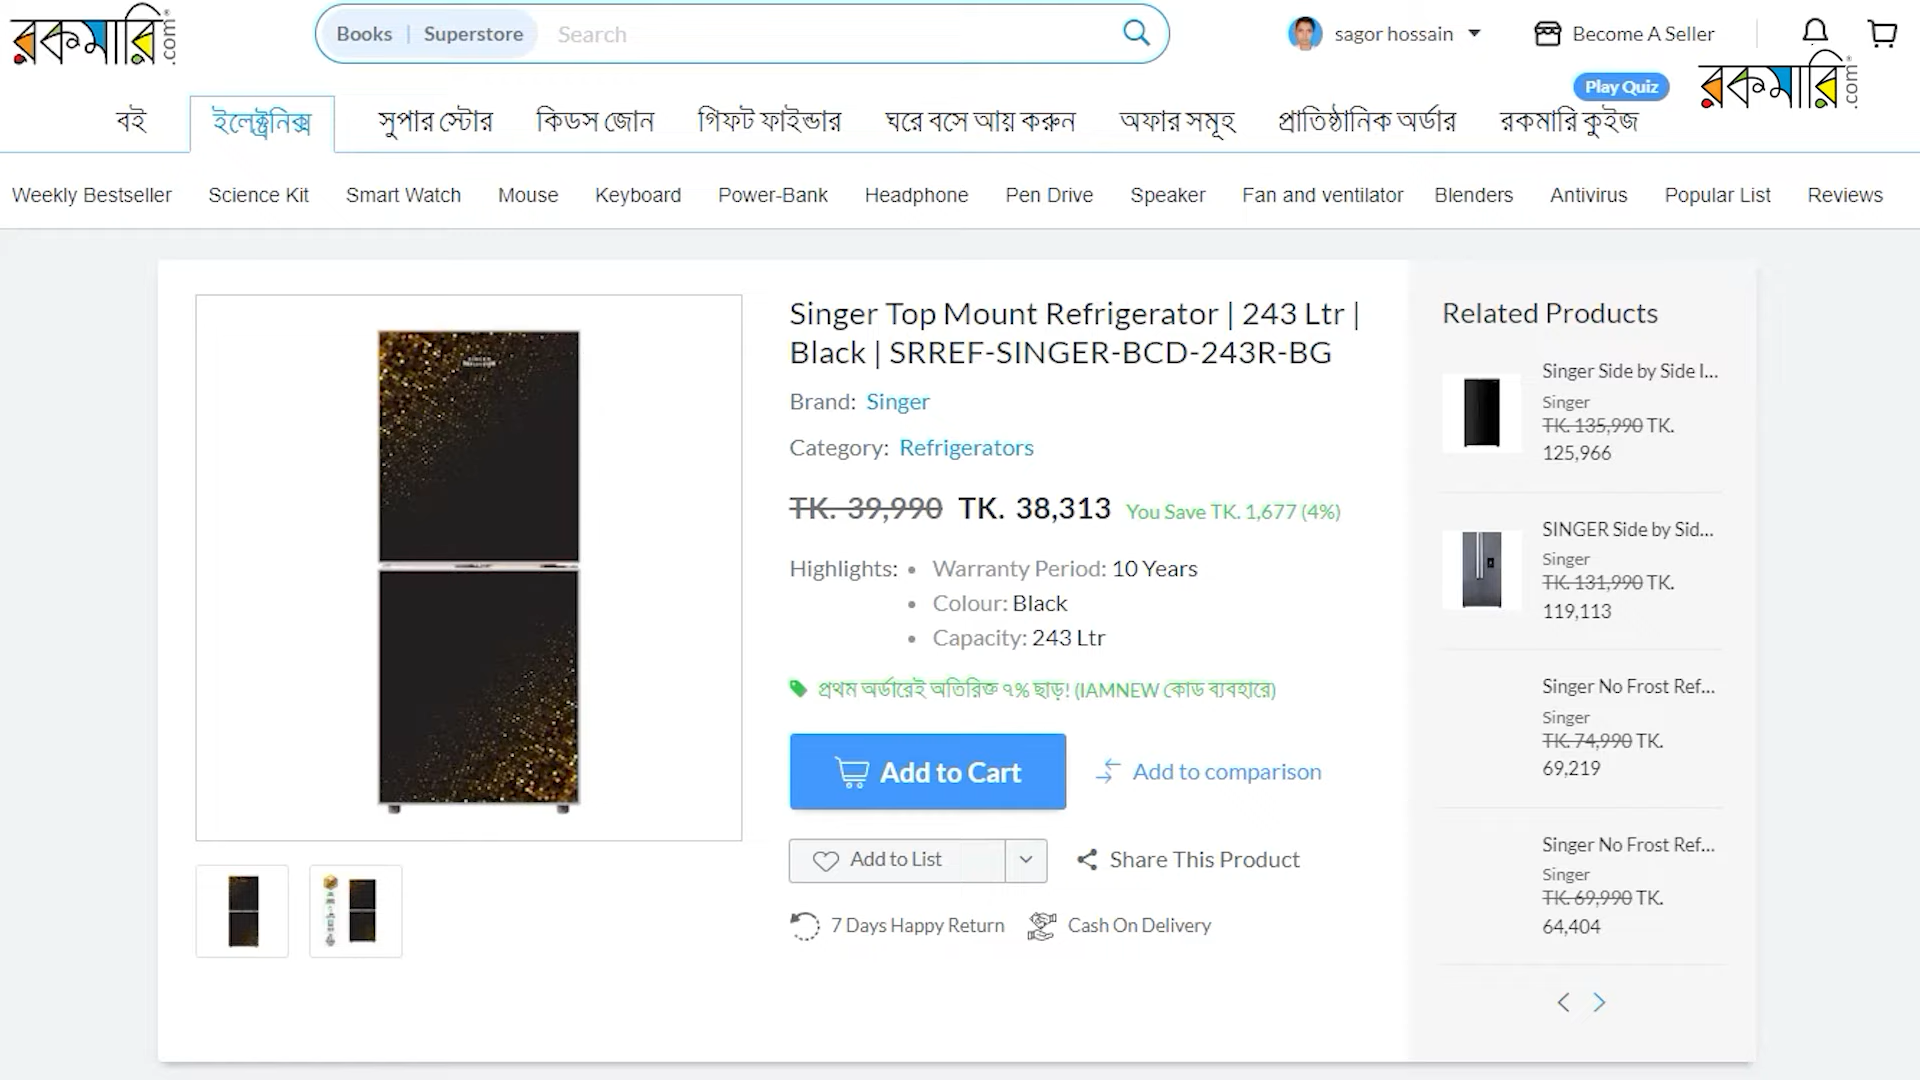 রকমারি.com
Books | Superstore Search
sagor hossain
Become A Seller
Play Quiz
রকমারি.com
বই ইলেক্ট্রনিক্স সুপার স্টোর কিডস জোন গিফট ফাইন্ডার ঘরে বসে আয় করুন অফার সমূহ প্রাতিষ্ঠানিক অর্ডার রকমারি কুইজ
Weekly Bestseller Science Kit Smart Watch Mouse Keyboard Power-Bank Headphone Pen Drive Speaker Fan and ventilator Blenders Antivirus Popular List Reviews
Singer Top Mount Refrigerator | 243 Ltr |
Black | SRREF-SINGER-BCD-243R-BG
Brand: Singer
Category: Refrigerators
TK. 39,990 TK. 38,313 You Save TK. 1,677 (4%)
Highlights: • Warranty Period: 10 Years
• Colour: Black
• Capacity: 243 Ltr
প্রথম অর্ডারেই অতিরিক্ত ৭% ছাড়! (IAMNEW কোড ব্যবহারে)
Add to Cart Add to comparison
Add to List Share This Product
7 Days Happy Return Cash On Delivery
Related Products
Singer Side by Side I...
Singer
TK. 135,990 TK.
125,966
SINGER Side by Sid...
Singer
TK. 131,990 TK.
119,113
Singer No Frost Ref...
Singer
TK. 74,990 TK.
69,219
Singer No Frost Ref...
Singer
TK. 69,990 TK.
64,404